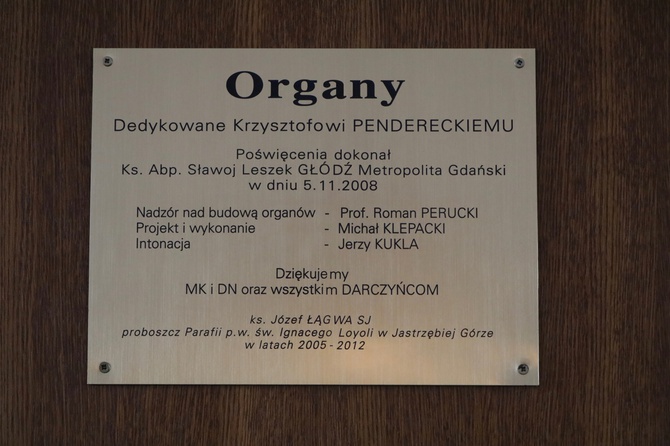 Organy
Dedykowane Krzysztofowi PENDERECKIEMU
Poświęcenia dokonał
Ks. Abp. Sławoj Leszek GŁÓDŹ Metropolita Gdański
w dniu 5.11.2008
Nadzór nad budową organów - Prof. Roman PERUCKI
Projekt i wykonanie - Michał KLEPACKI
Intonacja - Jerzy KUKLA
Dziękujemy
MK i DN oraz wszystkim DARCZYŃCOM
ks. Józef ŁĄGWA SJ
proboszcz Parafii p.w. św. Ignacego Loyoli w Jastrzębiej Górze
w latach 2005 - 2012